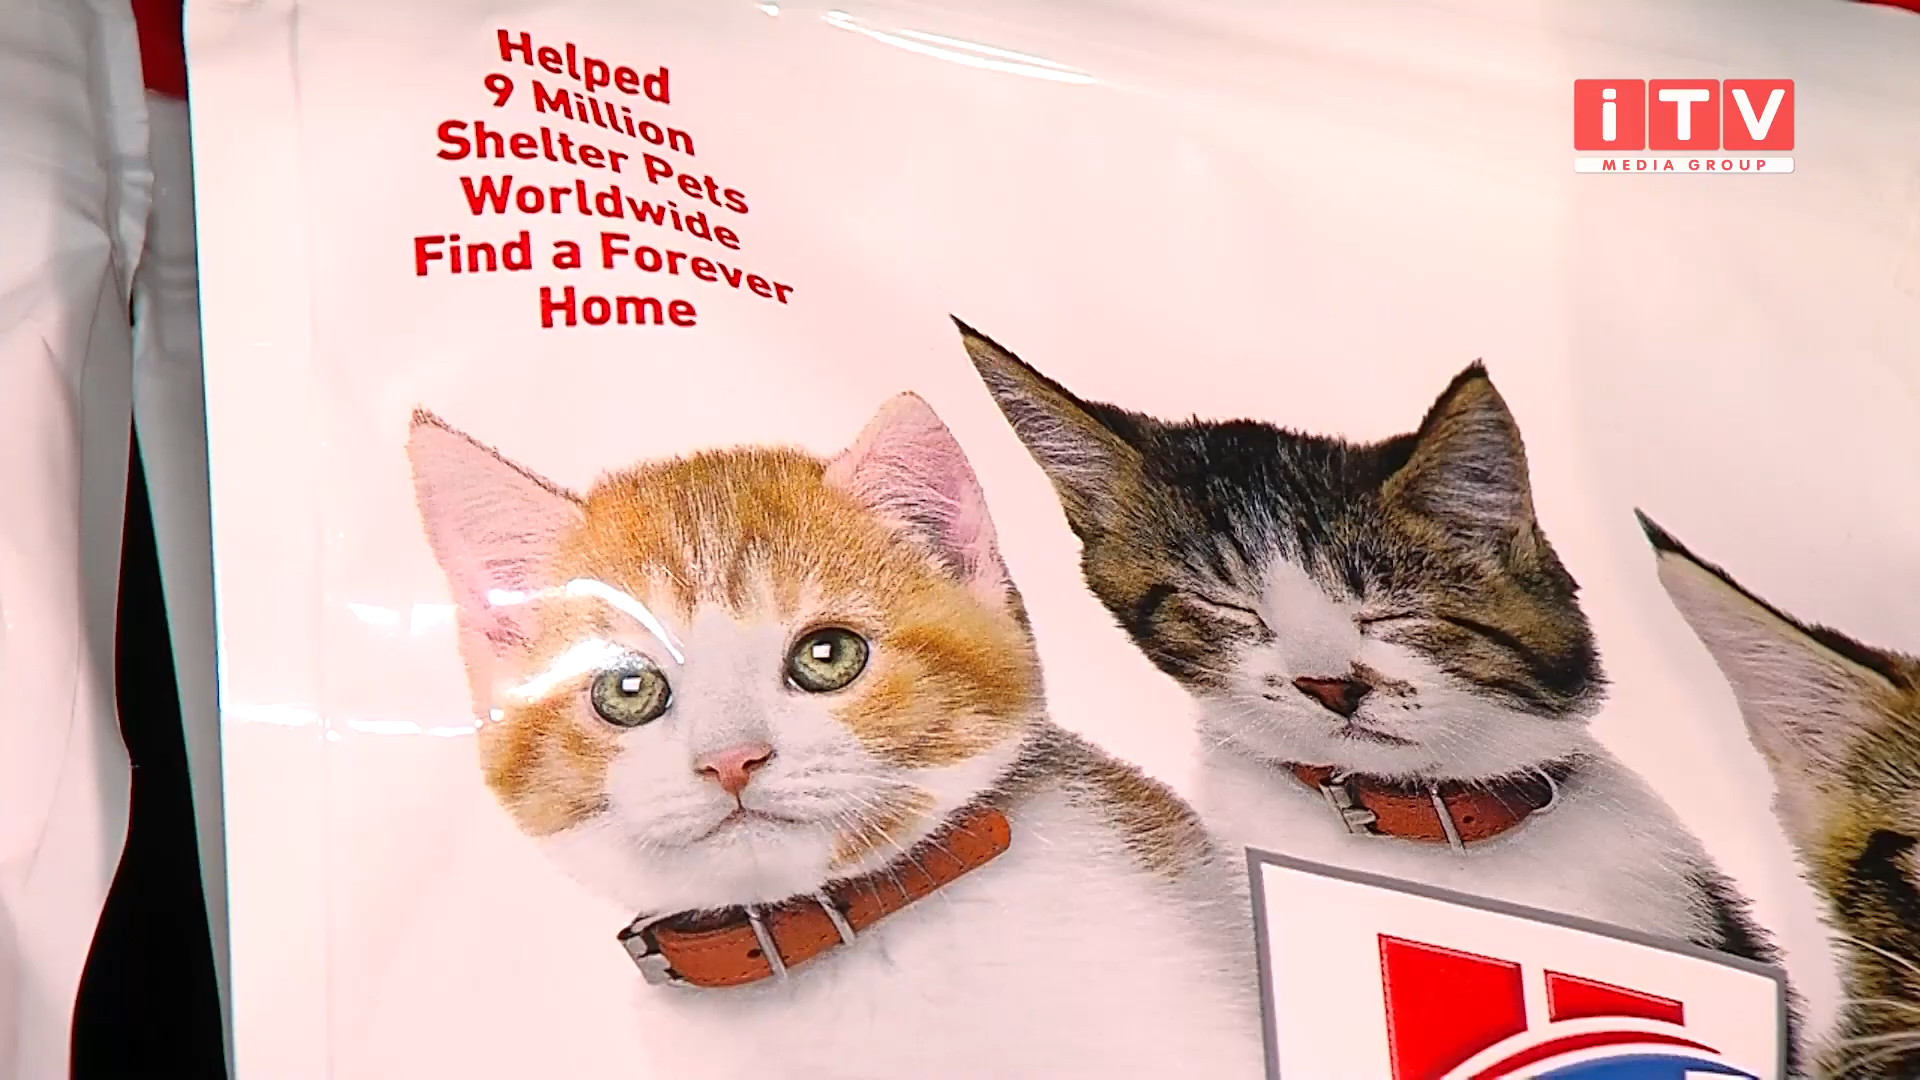 Helped
9 Million
Shelter Pets
Worldwide
Find a Forever
Home
iTV
MEDIA GROUP